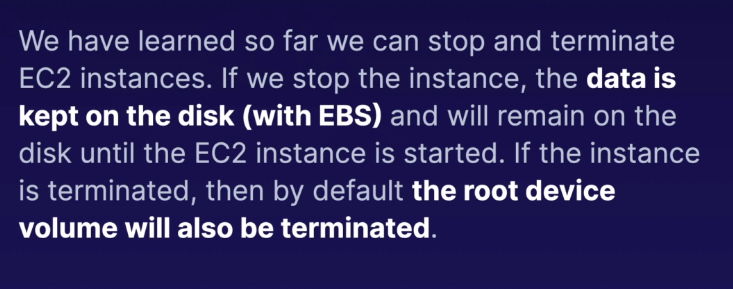 We have learned so far we can stop and terminate
EC2 instances. If we stop the instance, the data is
kept on the disk (with EBS) and will remain on the
disk until the EC2 instance is started. If the instance
is terminated, then by default the root device
volume will also be terminated.